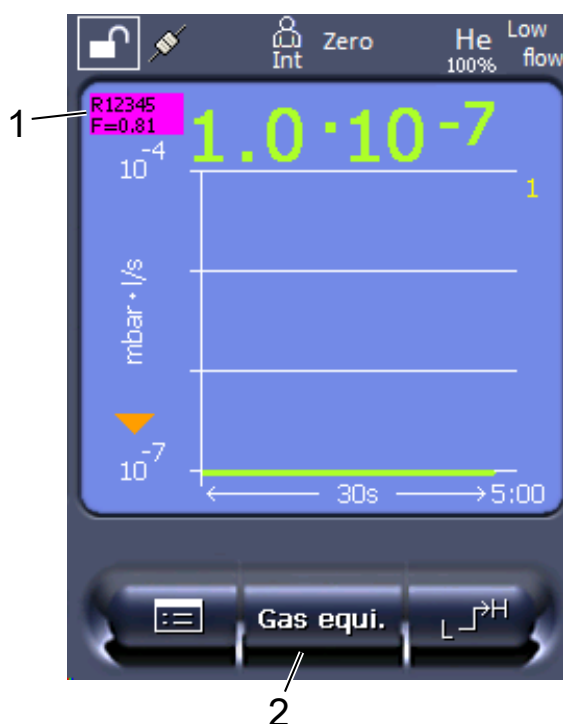 Int Zero He 100% Low flow
1
R12345
F=0.81
1.0·10⁻⁷
10⁻⁴
1
mbar·l/s
10⁻⁷
← 30s → 5:00
Gas equi.
L H
2